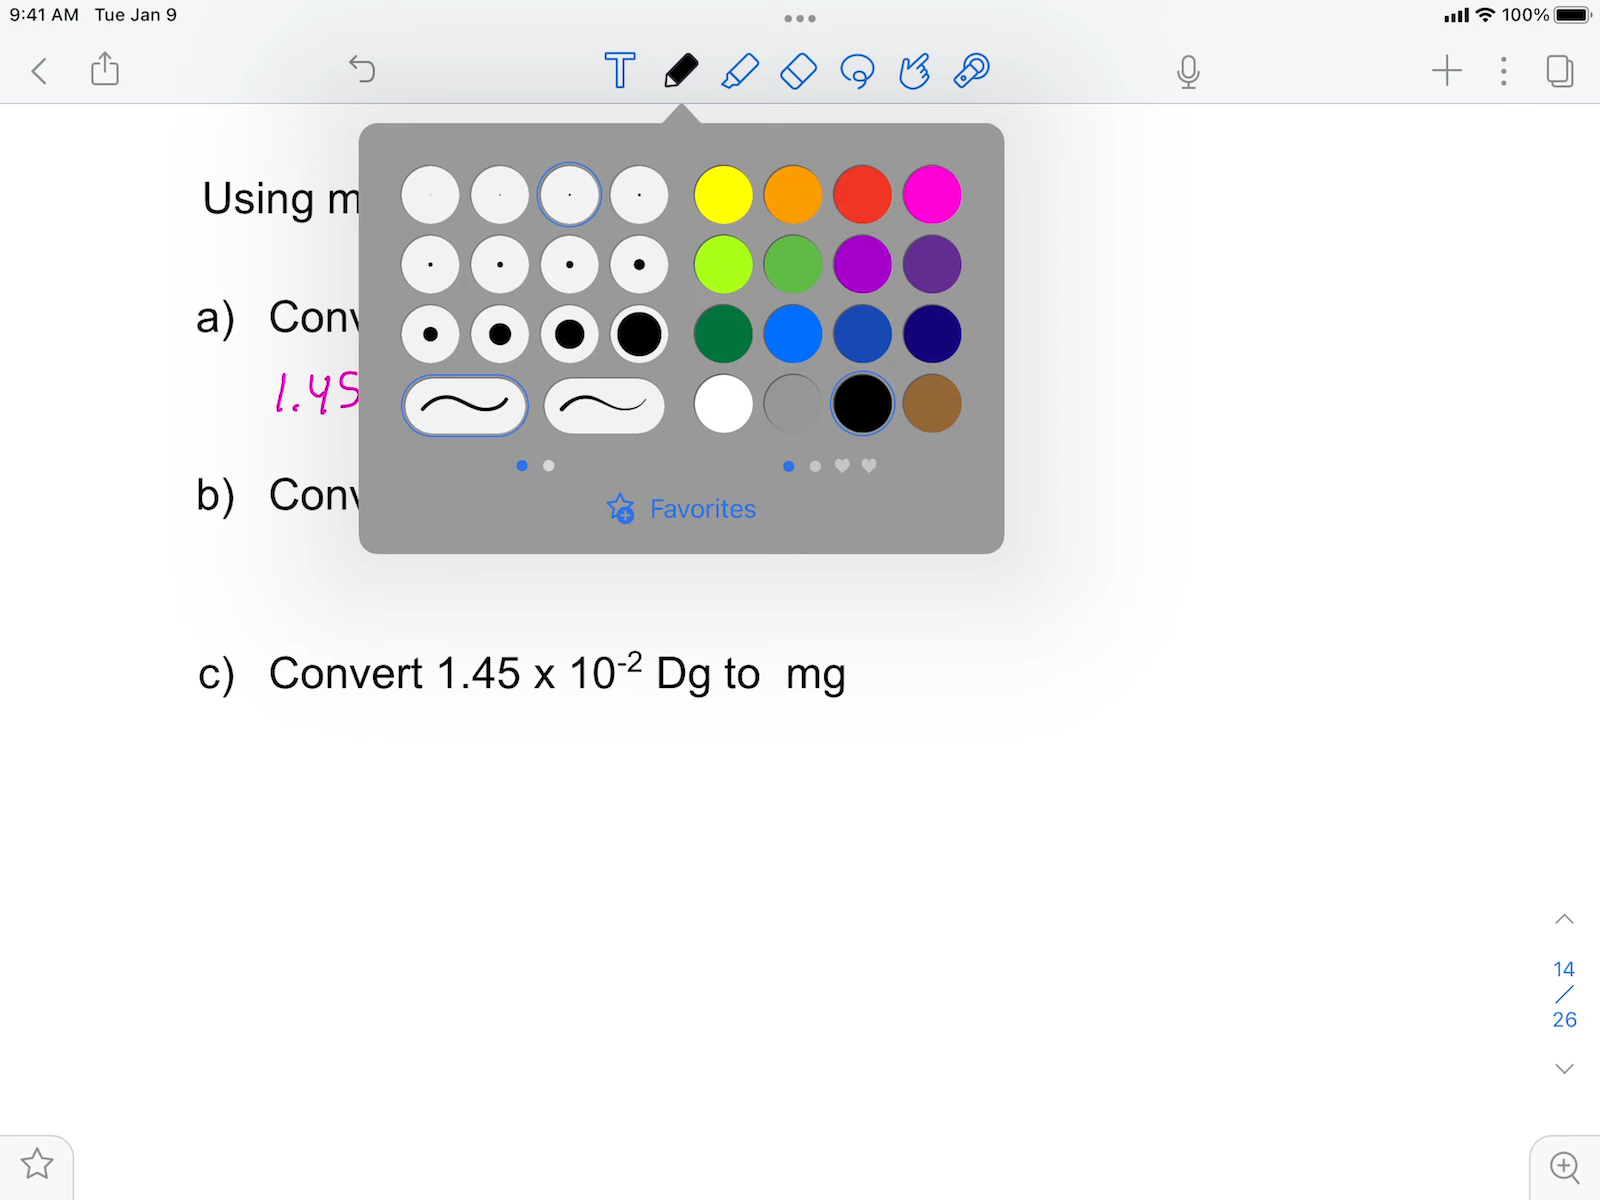 9:41 AM Tue Jan 9 100%
T
Using m
a) Conv
1.45
b) Conv
Favorites
c) Convert 1.45 x 10⁻² Dg to mg
14
/
26